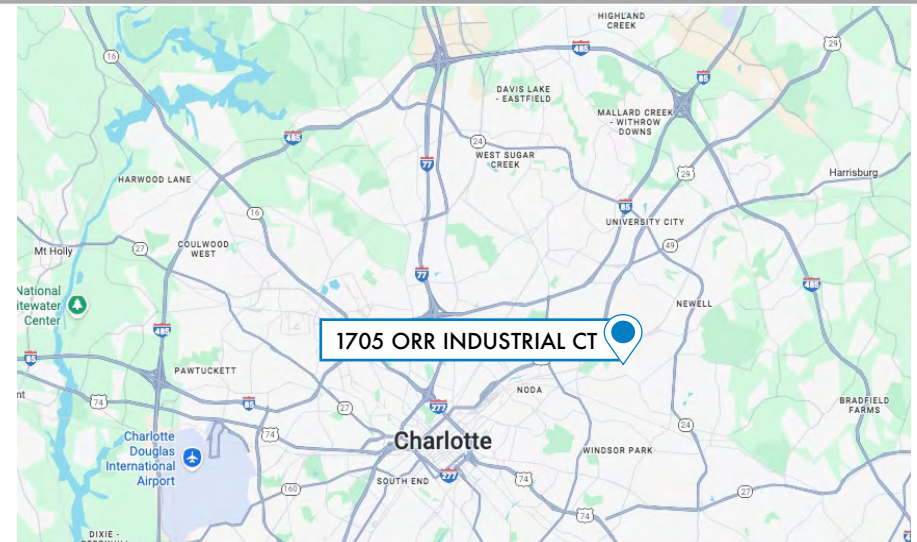 HIGHLAND
CREEK
16
485
29
85
DAVIS LAKE
- EASTFIELD
MALLARD CREEK
- WITHROW
DOWNS
485
24
77
WEST SUGAR
CREEK
29
Harrisburg
HARWOOD LANE
85
16
UNIVERSITY CITY
COULWOOD
WEST
Mt Holly
27
49
77
485
National
itewater
Center
NEWELL
485
1705 ORR INDUSTRIAL CT
85
PAWTUCKETT
NODA
BRADFIELD
FARMS
nt
74
85
27
277
74
24
Charlotte
Charlotte
Douglas
International
Airport
WINDSOR PARK
SOUTH END
277
74
160
27
74
DIXIE -